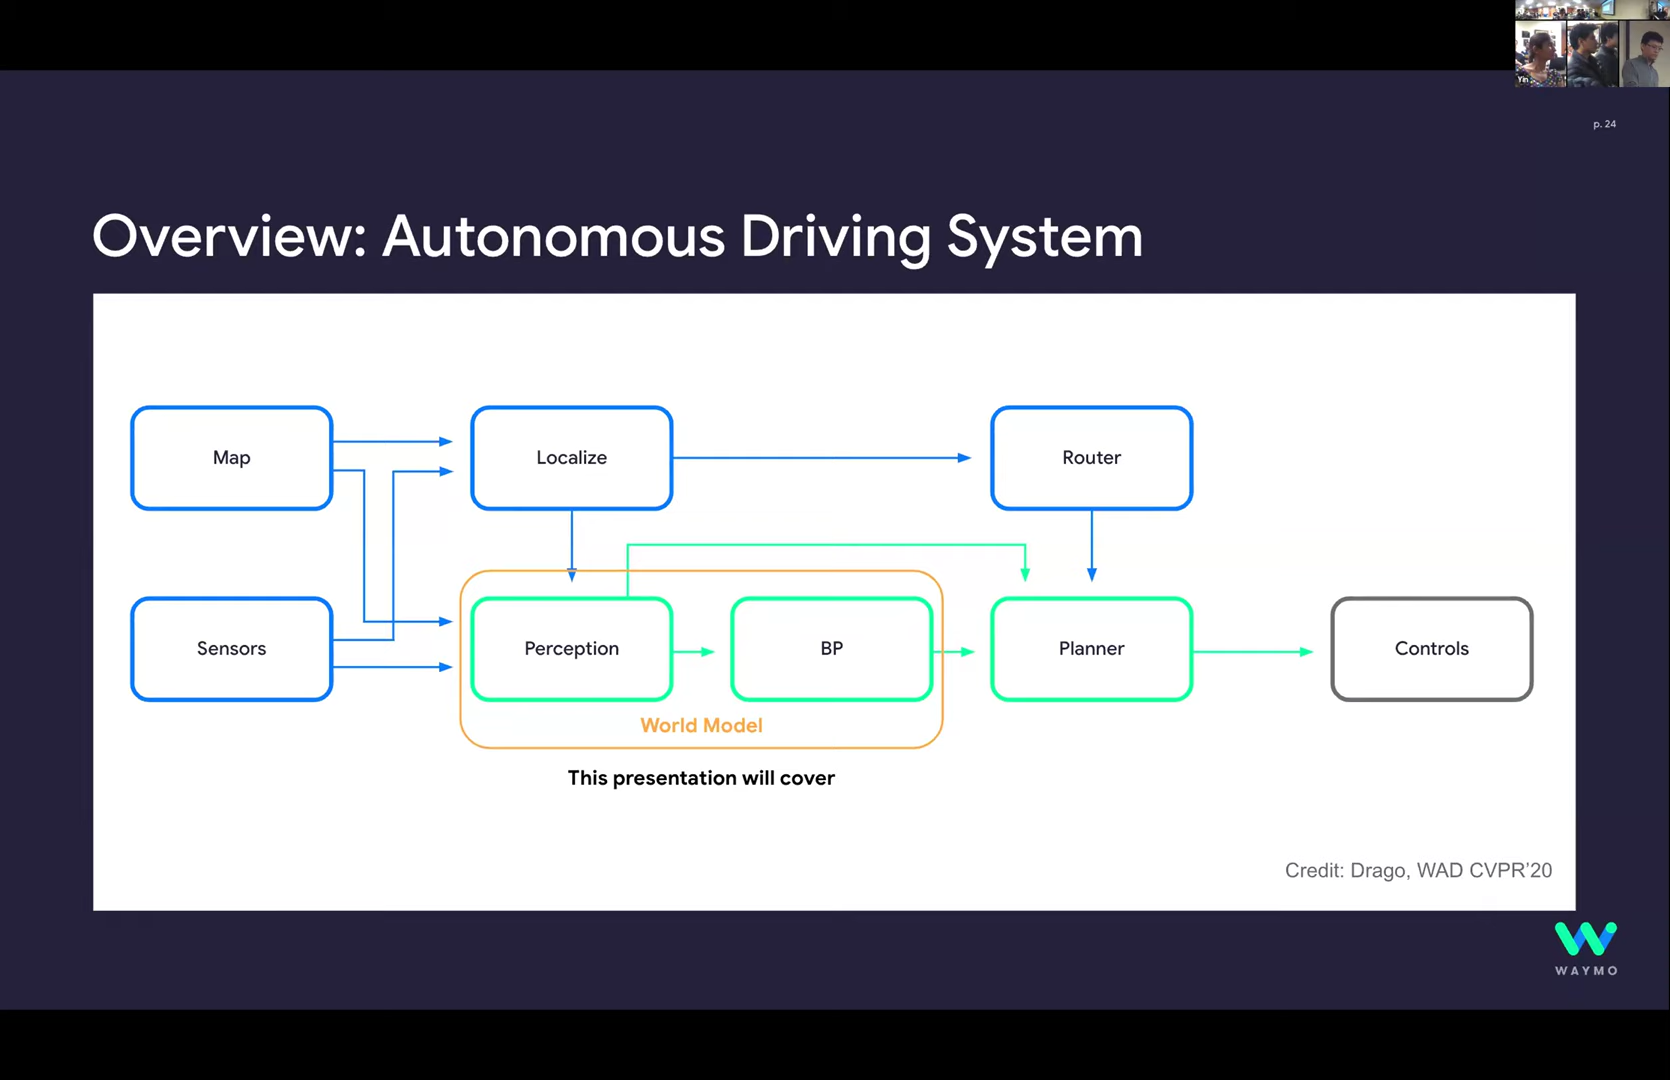 Yin
p. 24
Overview: Autonomous Driving System
Map
Localize
Router
Sensors
Perception
BP
Planner
Controls
World Model
This presentation will cover
Credit: Drago, WAD CVPR'20
WAYMO